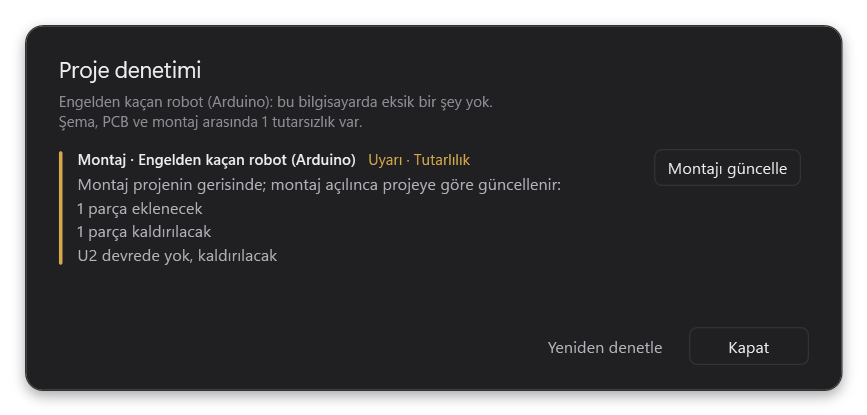 Proje denetimi
Engelden kaçan robot (Arduino): bu bilgisayarda eksik bir şey yok.
Şema, PCB ve montaj arasında 1 tutarsızlık var.
Montaj · Engelden kaçan robot (Arduino) Uyarı · Tutarlılık
Montajı güncelle
Montaj projenin gerisinde; montaj açılınca projeye göre güncellenir:
1 parça eklenecek
1 parça kaldırılacak
U2 devrede yok, kaldırılacak
Yeniden denetle
Kapat